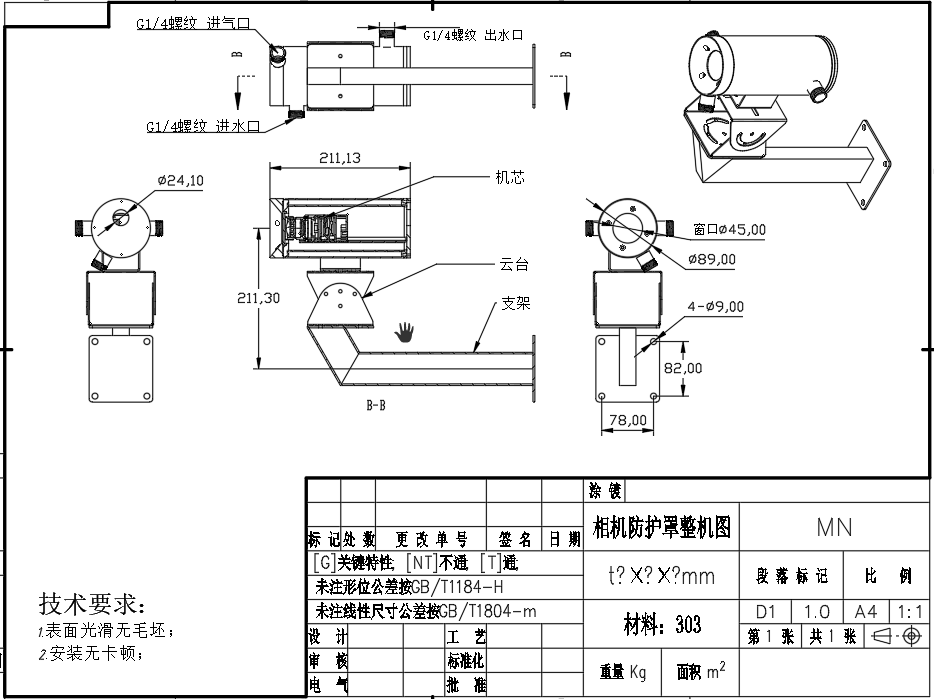 G1/4螺纹 进气口
G1/4螺纹 出水口
B
B
G1/4螺纹 进水口
211,13
机芯
Ø24,10
211,30
云台
支架
B-B
窗口Ø45,00
Ø89,00
4-Ø9,00
82,00
78,00
技术要求：
1.表面光滑无毛坯；
2.安装无卡顿；
涂 镀
标 记 处 数 更 改 单 号 签 名 日 期
相机防护罩整机图
MN
[G]关键特性, [NT]不通, [T]通,
未注形位公差按GB/T1184-H
t? X? X?mm
段 落 标 记 比 例
未注线性尺寸公差按GB/T1804-m
D1 1.0 A4 1:1
材料：303
设 计 工 艺
第 1 张 共 1 张
审 核 标准化
重量 Kg 面积 m²
电 气 批 准